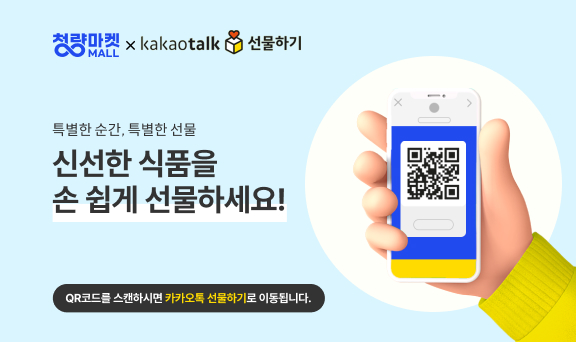 청량마켓 MALL × kakaotalk 선물하기
특별한 순간, 특별한 선물
신선한 식품을
손 쉽게 선물하세요!
QR코드를 스캔하시면 카카오톡 선물하기로 이동됩니다.